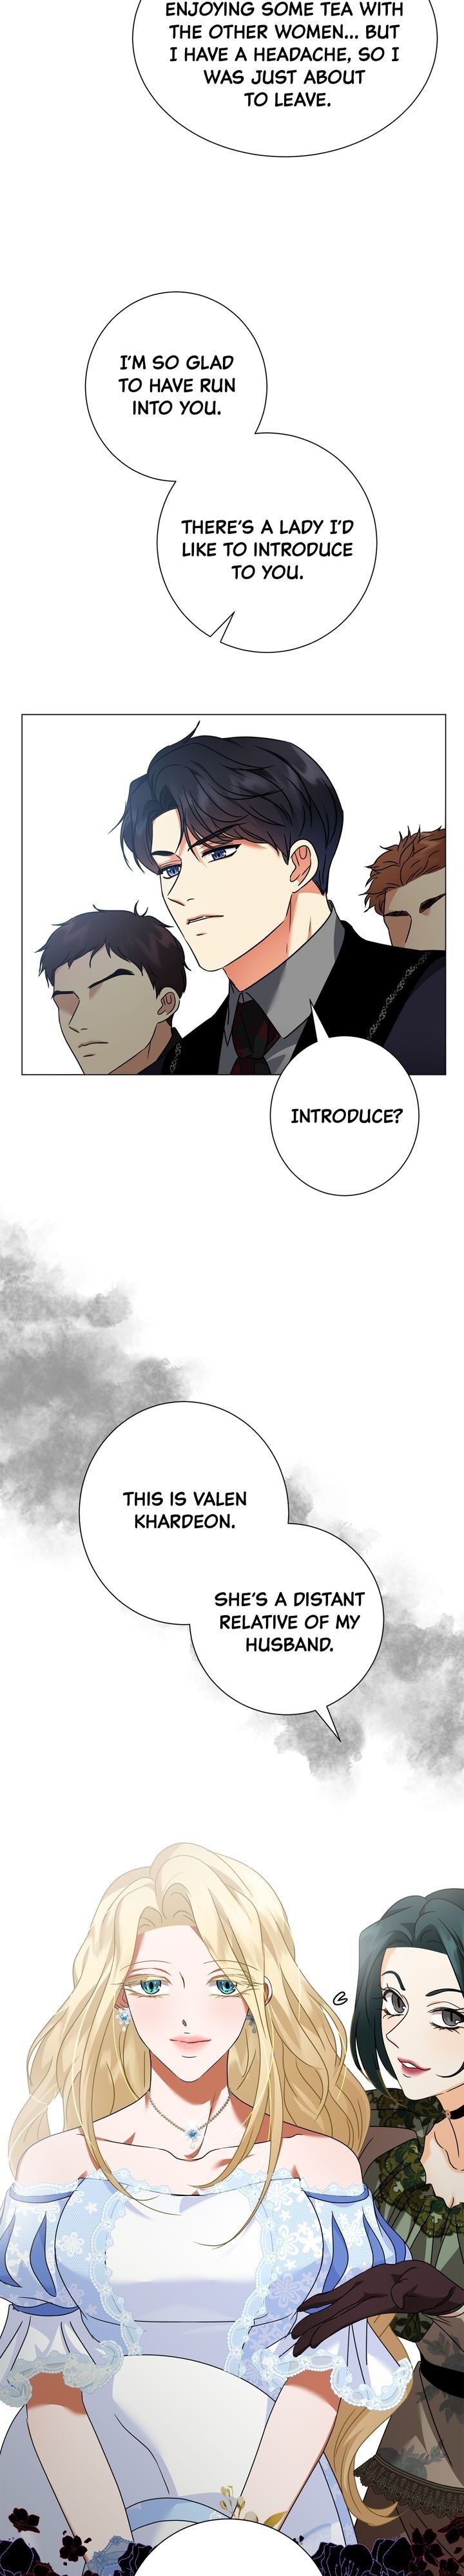 ENJOYING SOME TEA WITH
THE OTHER WOMEN... BUT
I HAVE A HEADACHE, SO I
WAS JUST ABOUT
TO LEAVE.
I'M SO GLAD
TO HAVE RUN
INTO YOU.
THERE'S A LADY I'D
LIKE TO INTRODUCE
TO YOU.
INTRODUCE?
THIS IS VALEN
KHARDEON.
SHE'S A DISTANT
RELATIVE OF MY
HUSBAND.